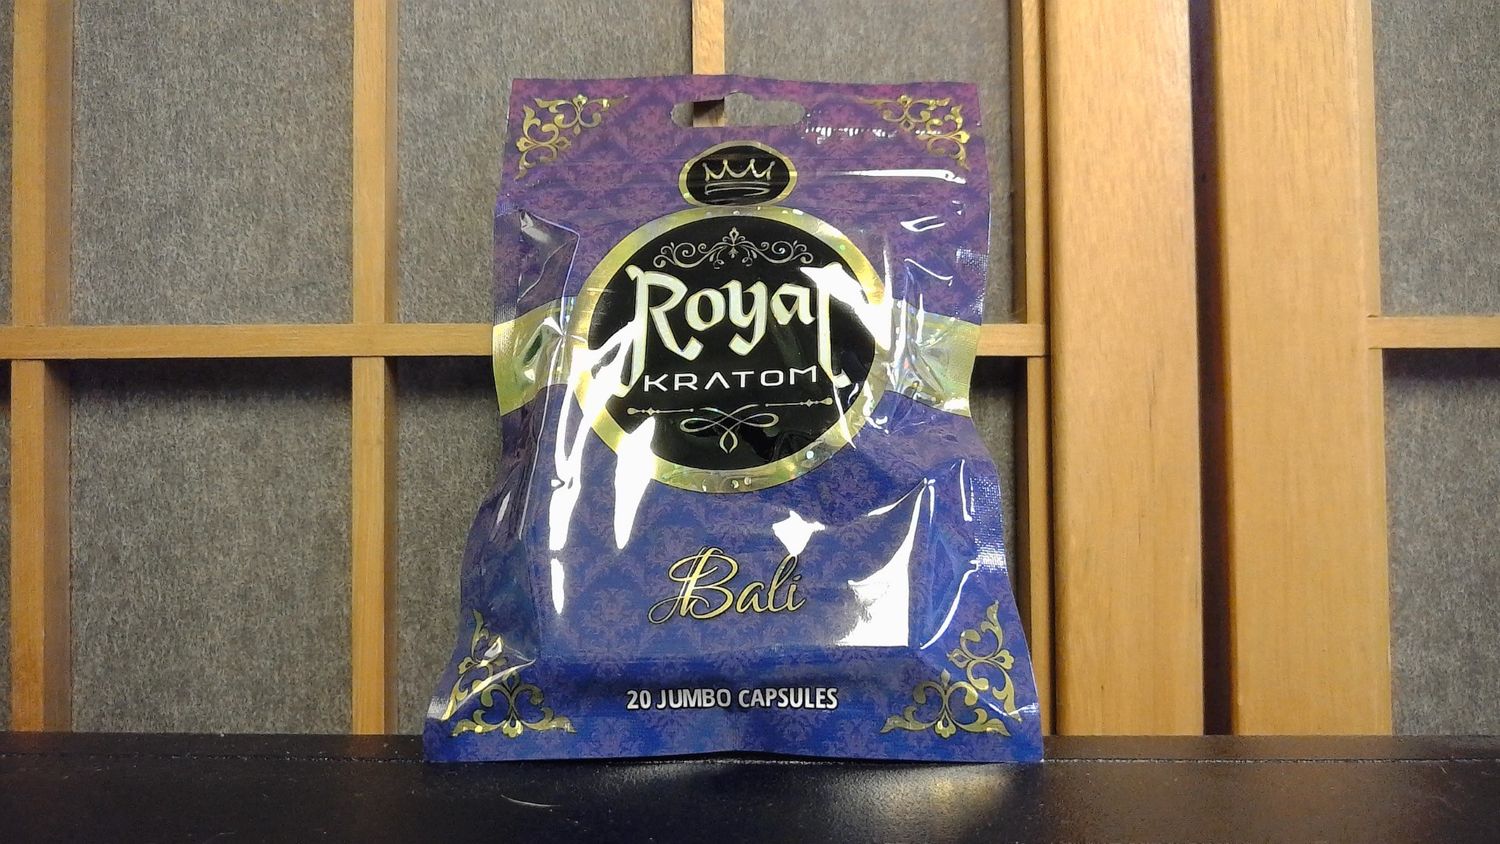 Royal
KRATOM
Bali
20 JUMBO CAPSULES